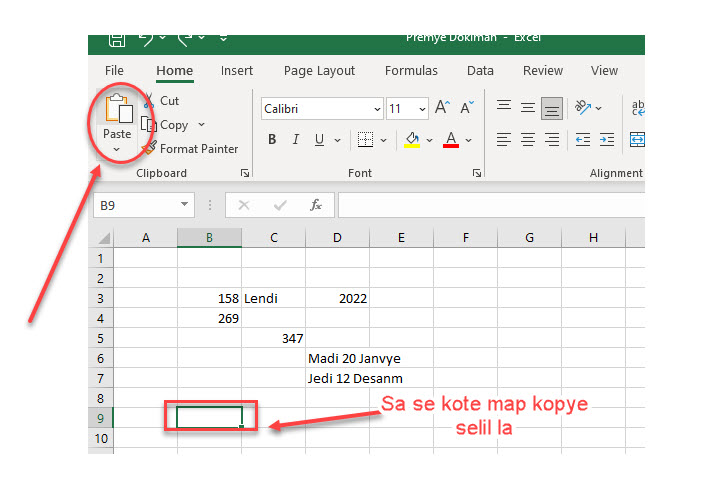 Premye Dokiman - Excel
File Home Insert Page Layout Formulas Data Review View
Cut
Copy
Format Painter
Paste
Calibri 11
B I U A
ab
Clipboard Font Alignment
B9 fx
A B C D E F G H
1
2
3 158 Lendi 2022
4 269
5 347
6 Madi 20 Janvye
7 Jedi 12 Desanm
8
9
10
Sa se kote map kopye
selil la